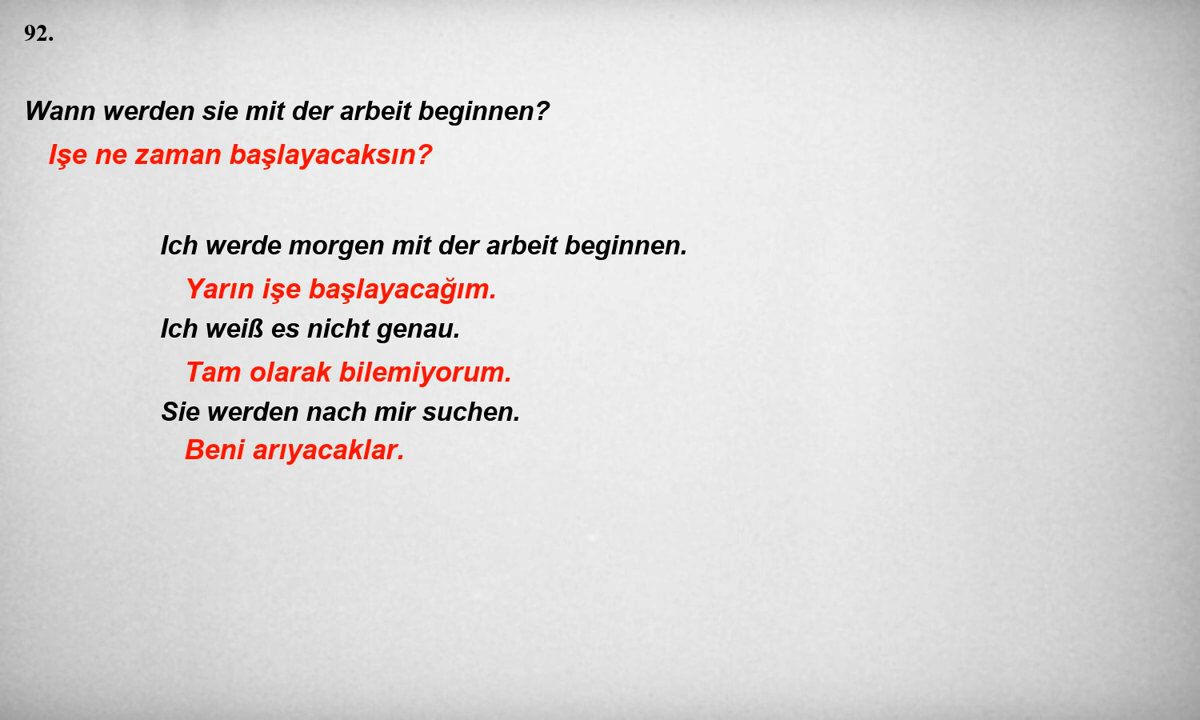 92.
Wann werden sie mit der arbeit beginnen?
Işe ne zaman başlayacaksın?
Ich werde morgen mit der arbeit beginnen.
Yarın işe başlayacağım.
Ich weiß es nicht genau.
Tam olarak bilemiyorum.
Sie werden nach mir suchen.
Beni arıyacaklar.